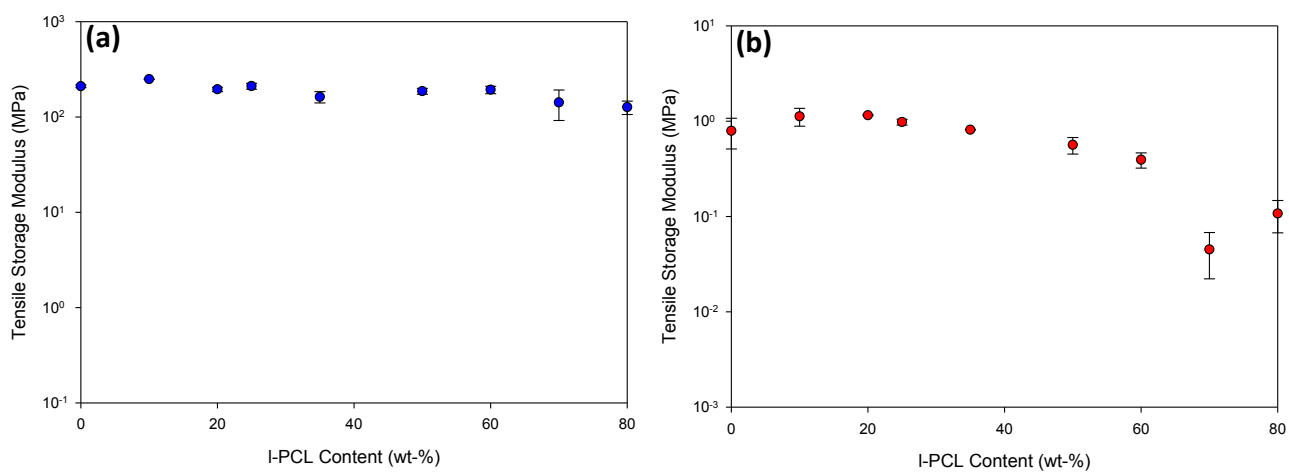 (a)
Tensile Storage Modulus (MPa)
10³
10²
10¹
10⁰
10⁻¹
0 20 40 60 80
l-PCL Content (wt-%)
(b)
Tensile Storage Modulus (MPa)
10¹
10⁰
10⁻¹
10⁻²
10⁻³
0 20 40 60 80
l-PCL Content (wt-%)